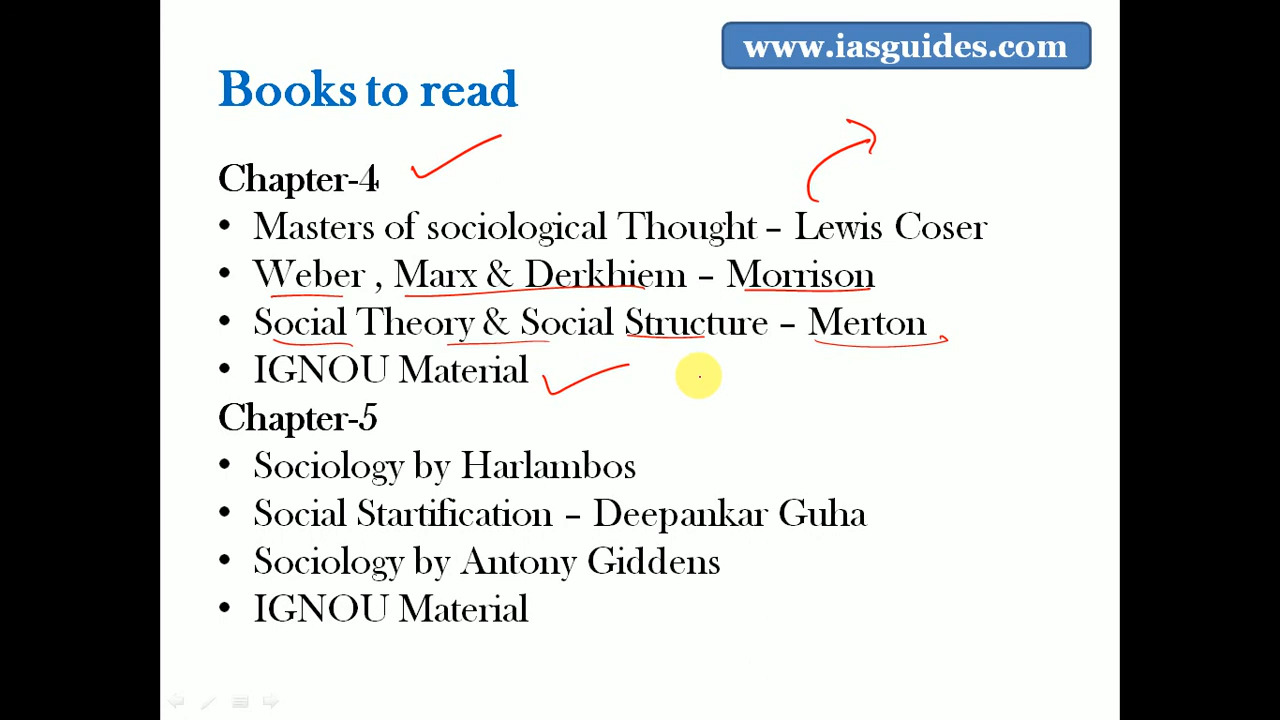 www.iasguides.com
Books to read
Chapter-4
• Masters of sociological Thought – Lewis Coser
• Weber , Marx & Derkhiem – Morrison
• Social Theory & Social Structure – Merton
• IGNOU Material
Chapter-5
• Sociology by Harlambos
• Social Startification – Deepankar Guha
• Sociology by Antony Giddens
• IGNOU Material